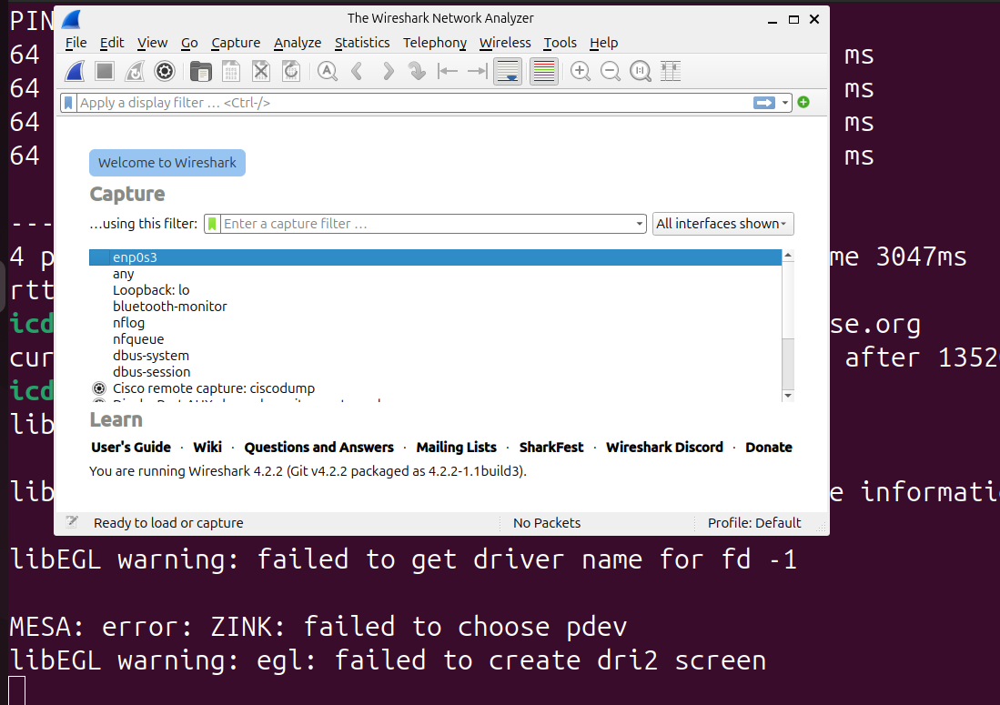 PIN
The Wireshark Network Analyzer
File Edit View Go Capture Analyze Statistics Telephony Wireless Tools Help
64 ms
64 ms
Apply a display filter … <Ctrl-/>
64 ms
64 ms
Welcome to Wireshark
Capture
---
…using this filter: Enter a capture filter … All interfaces shown
4 p me 3047ms
enp0s3
any
Loopback: lo
rtt
bluetooth-monitor
nflog
icd se.org
nfqueue
dbus-system
cur after 1352
dbus-session
Cisco remote capture: ciscodump
icd
Learn
lib
User's Guide · Wiki · Questions and Answers · Mailing Lists · SharkFest · Wireshark Discord · Donate
You are running Wireshark 4.2.2 (Git v4.2.2 packaged as 4.2.2-1.1build3).
lib e informati
Ready to load or capture No Packets Profile: Default
libEGL warning: failed to get driver name for fd -1
MESA: error: ZINK: failed to choose pdev
libEGL warning: egl: failed to create dri2 screen